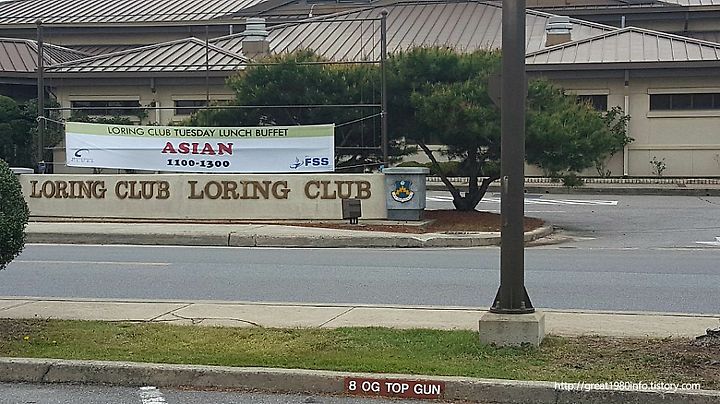 LORING CLUB TUESDAY LUNCH BUFFET
ASIAN
1100-1300
FSS
LORING CLUB LORING CLUB
8 OG TOP GUN
http://great1980info.tistory.com/